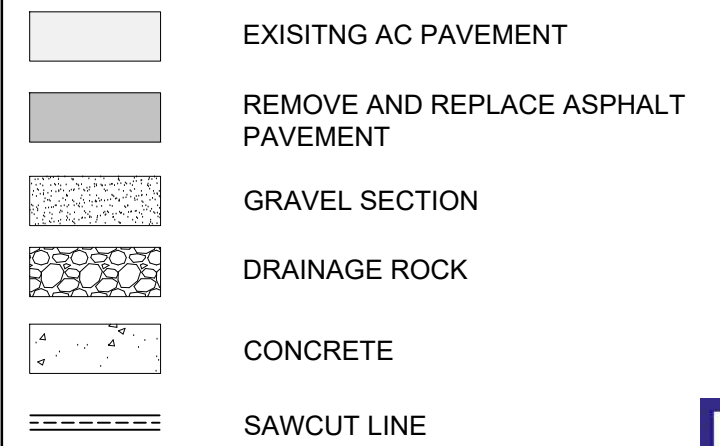 EXISITNG AC PAVEMENT
REMOVE AND REPLACE ASPHALT
PAVEMENT
GRAVEL SECTION
DRAINAGE ROCK
CONCRETE
SAWCUT LINE